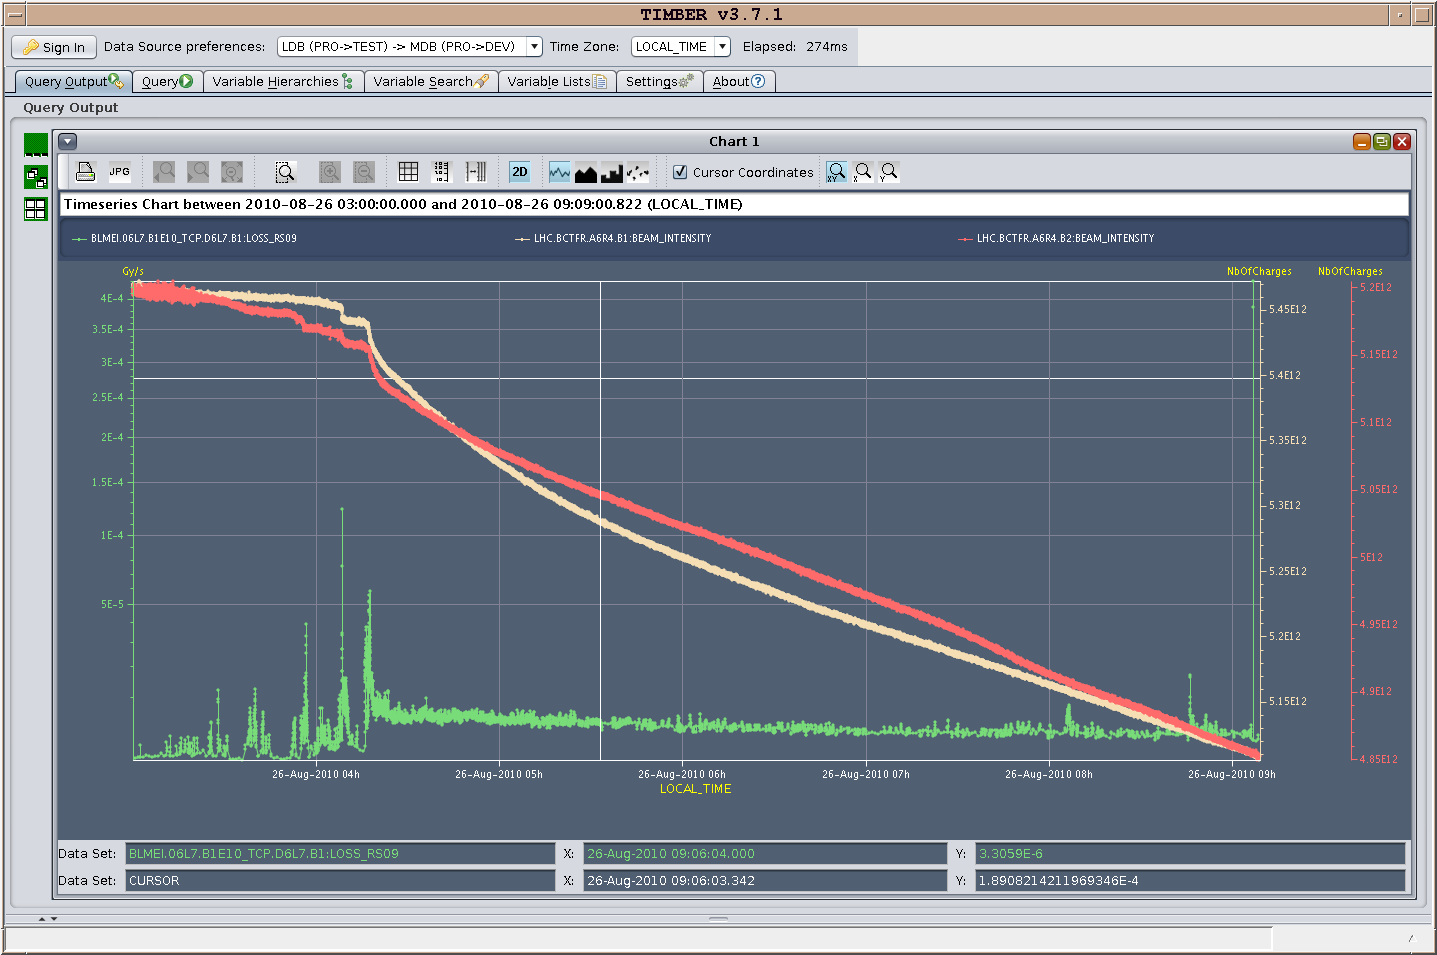 TIMBER v3.7.1
Sign In Data Source preferences: LDB (PRO->TEST) -> MDB (PRO->DEV) Time Zone: LOCAL_TIME Elapsed: 274ms
Query Output Query Variable Hierarchies Variable Search Variable Lists Settings About
Query Output
Chart 1
JPG 2D Cursor Coordinates XY X Y
Timeseries Chart between 2010-08-26 03:00:00.000 and 2010-08-26 09:09:00.822 (LOCAL_TIME)
BLMEI.06L7.B1E10_TCP.D6L7.B1:LOSS_RS09 LHC.BCTFR.A6R4.B1:BEAM_INTENSITY LHC.BCTFR.A6R4.B2:BEAM_INTENSITY
Gy/s NbOfCharges NbOfCharges
4E-4
3.5E-4
3E-4
2.5E-4
2E-4
1.5E-4
1E-4
5E-5
5.45E12
5.4E12
5.35E12
5.3E12
5.25E12
5.2E12
5.15E12
5.2E12
5.15E12
5.1E12
5.05E12
5E12
4.95E12
4.9E12
4.85E12
26-Aug-2010 04h 26-Aug-2010 05h 26-Aug-2010 06h 26-Aug-2010 07h 26-Aug-2010 08h 26-Aug-2010 09h
LOCAL_TIME
Data Set: BLMEI.06L7.B1E10_TCP.D6L7.B1:LOSS_RS09 X: 26-Aug-2010 09:06:04.000 Y: 3.3059E-6
Data Set: CURSOR X: 26-Aug-2010 09:06:03.342 Y: 1.8908214211969346E-4